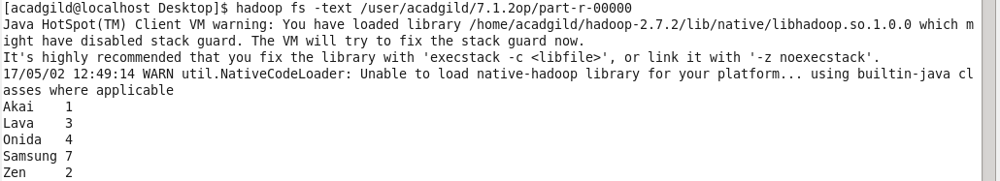 [acadgild@localhost Desktop]$ hadoop fs -text /user/acadgild/7.1.2op/part-r-00000
Java HotSpot(TM) Client VM warning: You have loaded library /home/acadgild/hadoop-2.7.2/lib/native/libhadoop.so.1.0.0 which m
ight have disabled stack guard. The VM will try to fix the stack guard now.
It's highly recommended that you fix the library with 'execstack -c <libfile>', or link it with '-z noexecstack'.
17/05/02 12:49:14 WARN util.NativeCodeLoader: Unable to load native-hadoop library for your platform... using builtin-java cl
asses where applicable
Akai    1
Lava    3
Onida   4
Samsung 7
Zen     2